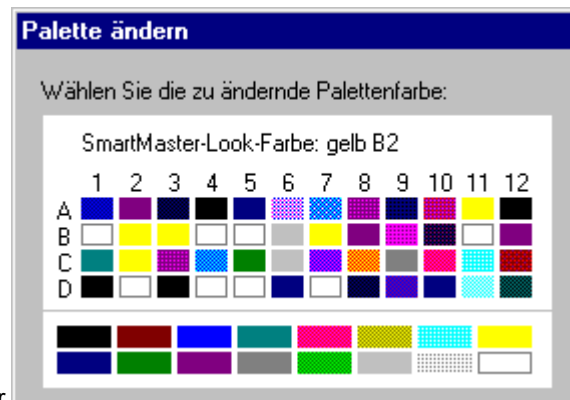 Palette ändern
Wählen Sie die zu ändernde Palettenfarbe:
SmartMaster-Look-Farbe: gelb B2
1 2 3 4 5 6 7 8 9 10 11 12
A
B
C
D
r